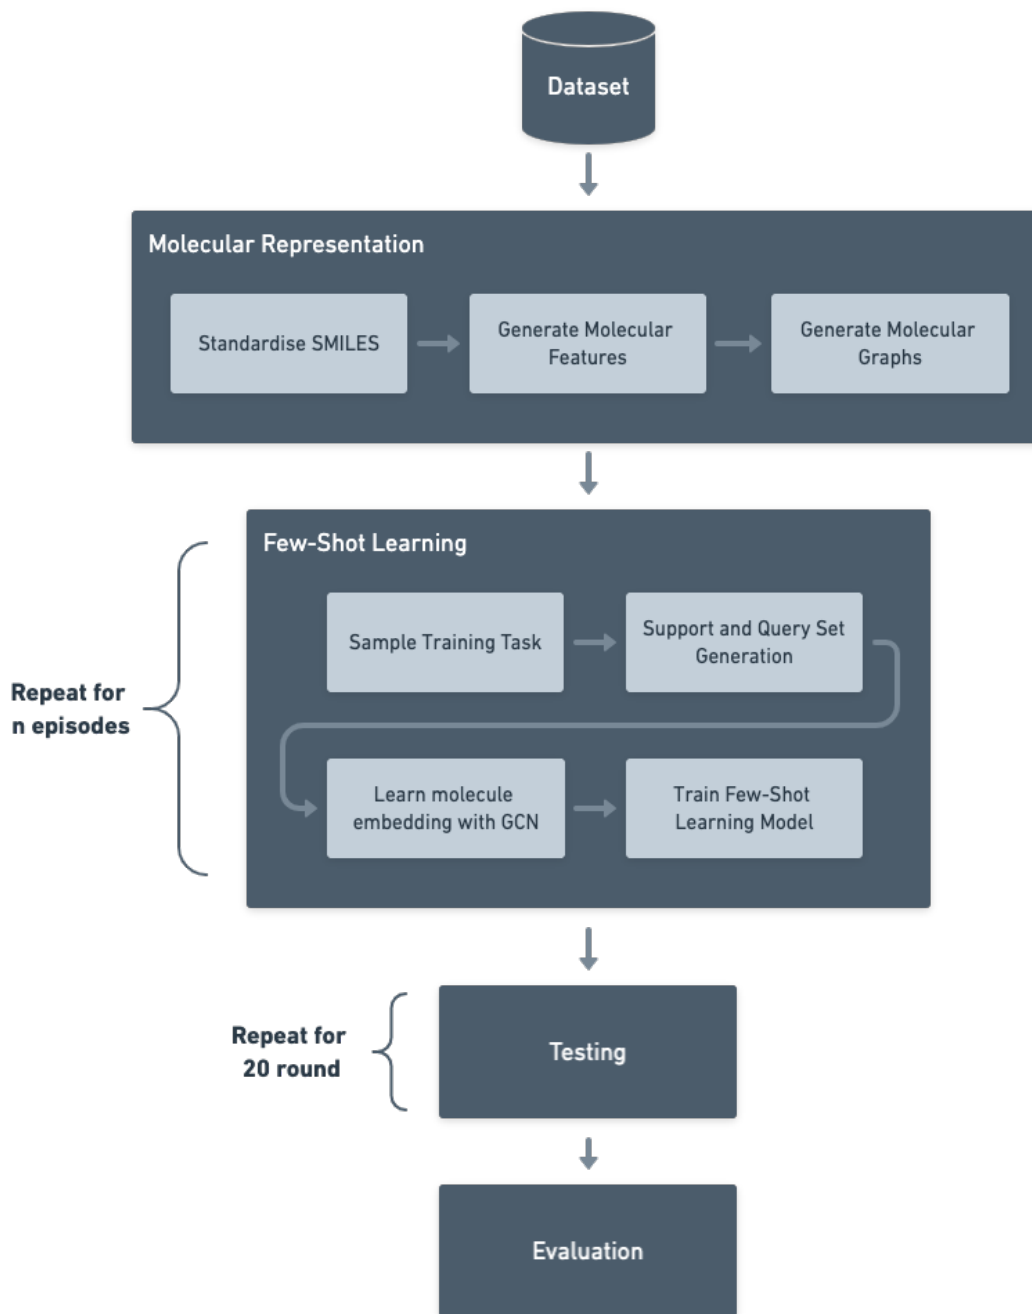 Dataset
Molecular Representation
Standardise SMILES
Generate Molecular
Features
Generate Molecular
Graphs
Few-Shot Learning
Sample Training Task
Support and Query Set
Generation
Repeat for
n episodes
Learn molecule
embedding with GCN
Train Few-Shot
Learning Model
Repeat for
20 round
Testing
Evaluation